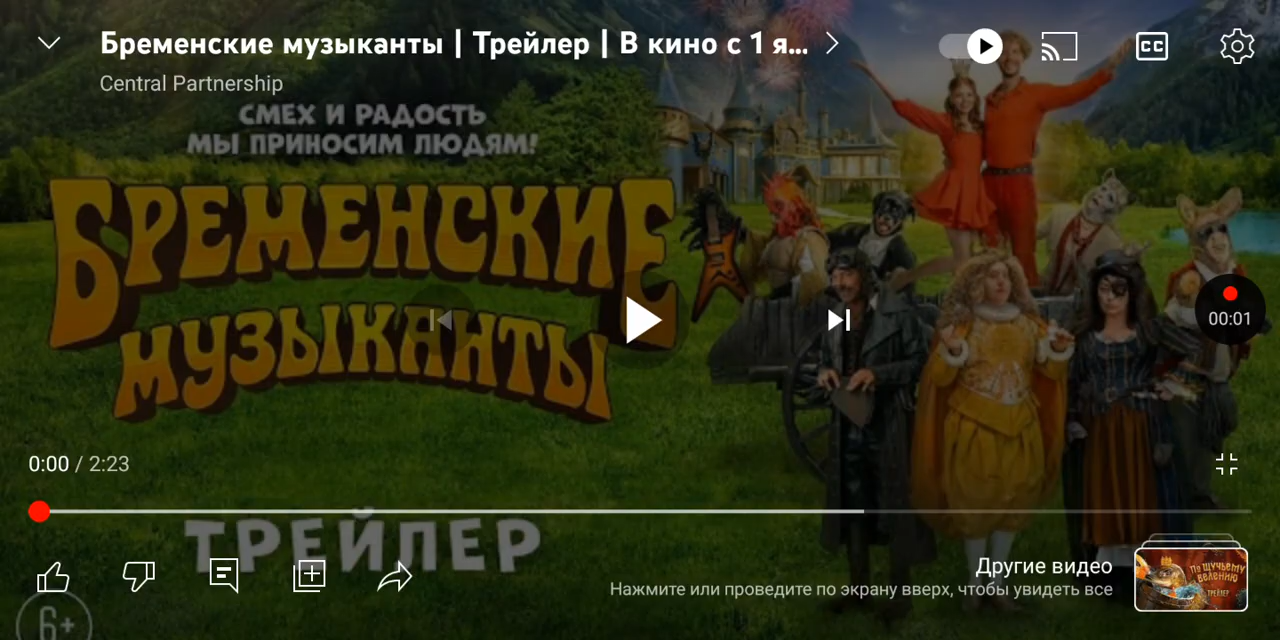 Бременские музыканты | Трейлер | В кино с 1 я...
Central Partnership
CC
СМЕХ И РАДОСТЬ
МЫ ПРИНОСИМ ЛЮДЯМ!
БРЕМЕНСКИЕ
МУЗЫКАНТЫ
00:01
0:00 / 2:23
ТРЕЙЛЕР
Другие видео
Нажмите или проведите по экрану вверх, чтобы увидеть все
По щучьему
велению
ТРЕЙЛЕР
6+